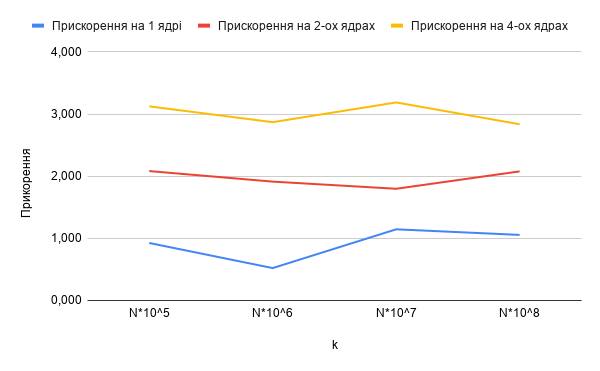 Прискорення на 1 ядрі Прискорення на 2-ох ядрах Прискорення на 4-ох ядрах
4,000
3,000
2,000
1,000
0,000
Прикорення
N*10^5 N*10^6 N*10^7 N*10^8
k